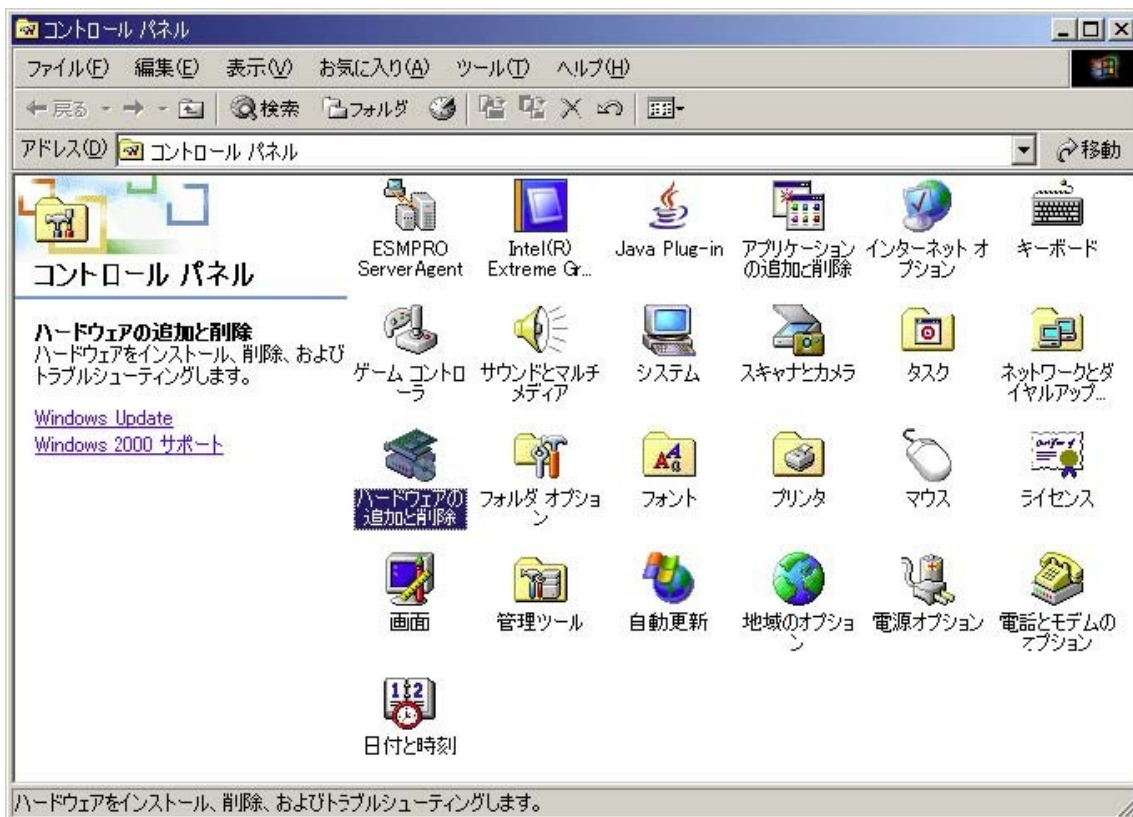 コントロール パネル
ファイル(F) 編集(E) 表示(V) お気に入り(A) ツール(T) ヘルプ(H)
戻る 検索 フォルダ
アドレス(D) コントロール パネル 移動
コントロール パネル
ハードウェアの追加と削除
ハードウェアをインストール、削除、および
トラブルシューティングします。
Windows Update
Windows 2000 サポート
ESMPRO
ServerAgent
Intel(R)
Extreme Gr...
Java Plug-in
アプリケーション
の追加と削除
インターネット オ
プション
キーボード
ゲーム コントロ
ーラ
サウンドとマルチ
メディア
システム
スキャナとカメラ
タスク
ネットワークとダ
イヤルアップ...
ハードウェアの
追加と削除
フォルダ オプショ
ン
フォント
プリンタ
マウス
ライセンス
画面
管理ツール
自動更新
地域のオプショ
ン
電源オプション
電話とモデムの
オプション
日付と時刻
ハードウェアをインストール、削除、およびトラブルシューティングします。